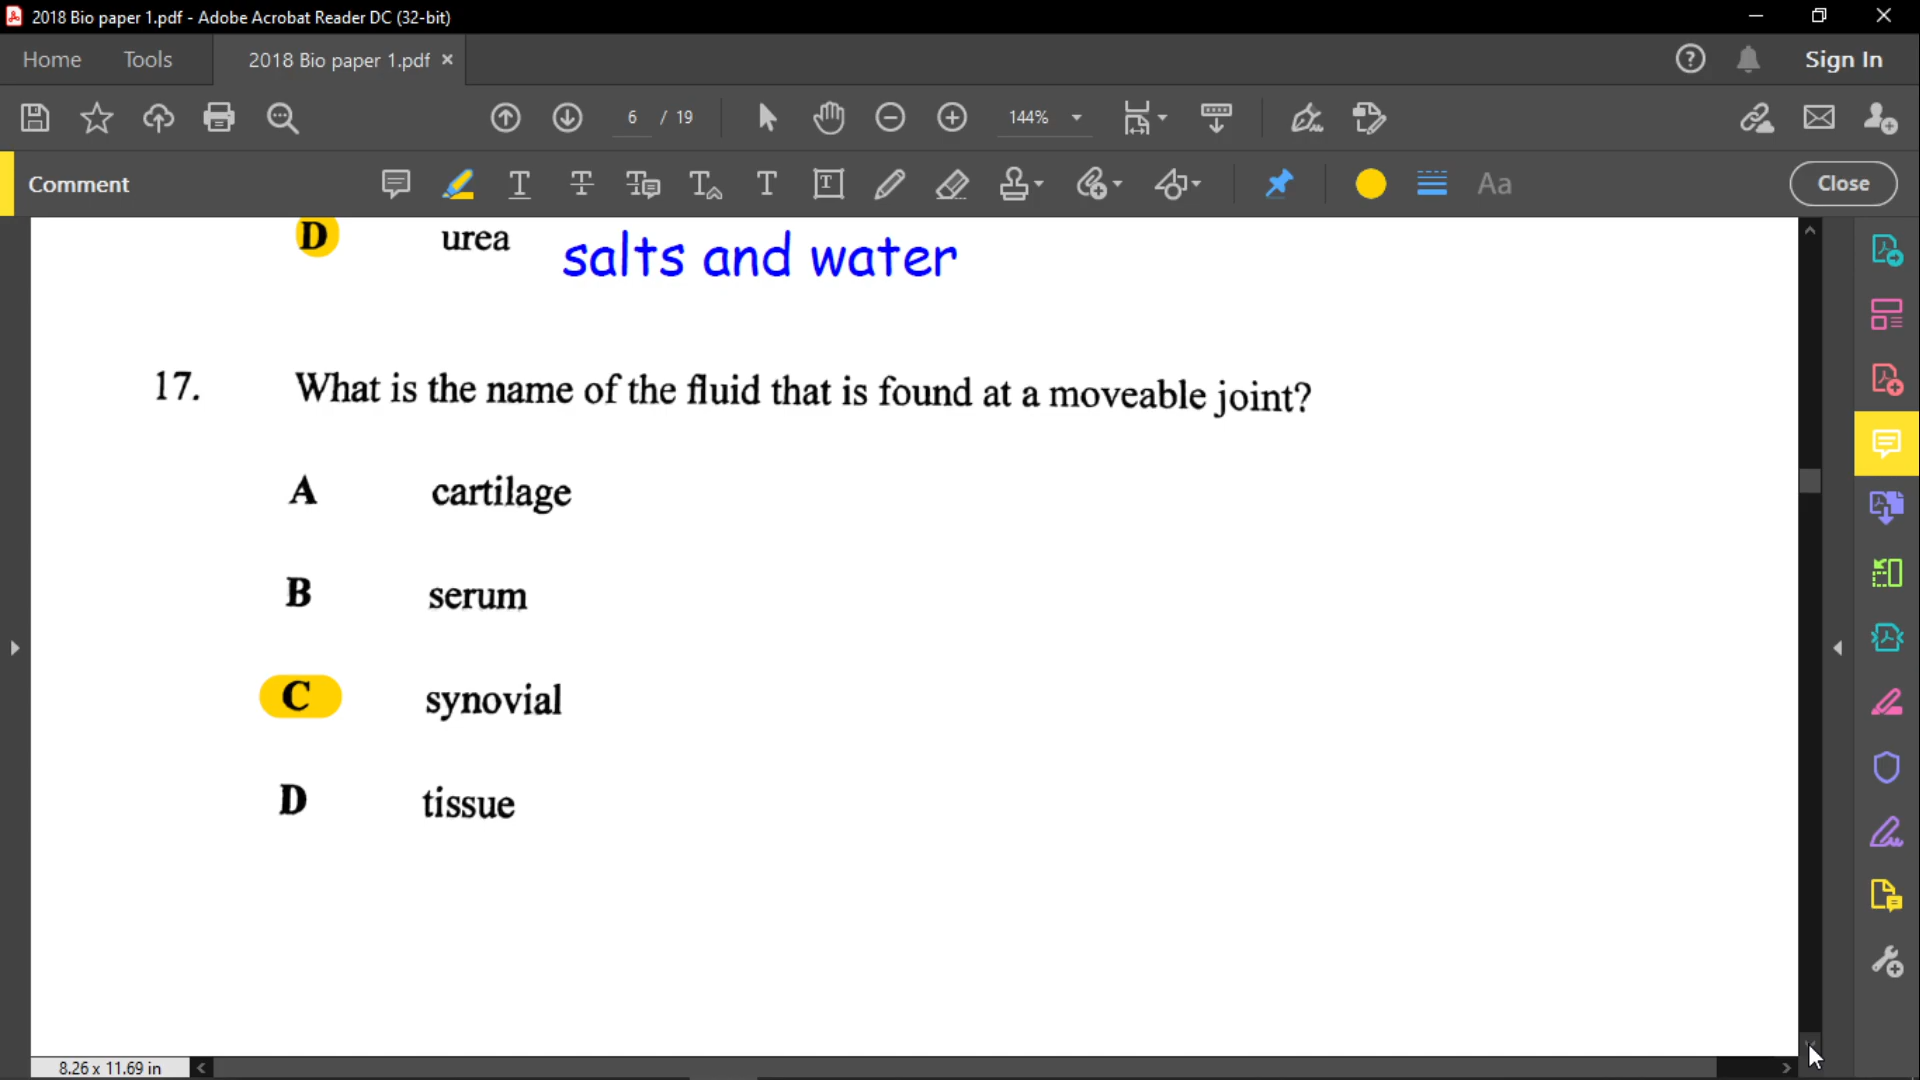 2018 Bio paper 1.pdf - Adobe Acrobat Reader DC (32-bit)
Home Tools 2018 Bio paper 1.pdf × Sign In
6 / 19 144%
Comment Aa Close
D urea salts and water
17. What is the name of the fluid that is found at a moveable joint?
A cartilage
B serum
C synovial
D tissue
8.26 x 11.69 in